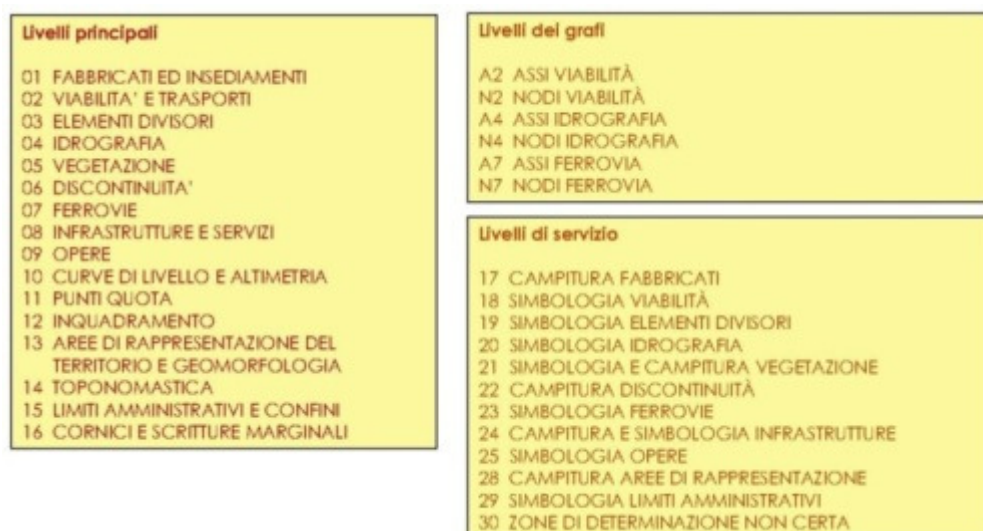 Livelli principali
01 FABBRICATI ED INSEDIAMENTI
02 VIABILITA' E TRASPORTI
03 ELEMENTI DIVISORI
04 IDROGRAFIA
05 VEGETAZIONE
06 DISCONTINUITA'
07 FERROVIE
08 INFRASTRUTTURE E SERVIZI
09 OPERE
10 CURVE DI LIVELLO E ALTIMETRIA
11 PUNTI QUOTA
12 INQUADRAMENTO
13 AREE DI RAPPRESENTAZIONE DEL
TERRITORIO E GEOMORFOLOGIA
14 TOPONOMASTICA
15 LIMITI AMMINISTRATIVI E CONFINI
16 CORNICI E SCRITTURE MARGINALI
Livelli dei grafi
A2 ASSI VIABILITÀ
N2 NODI VIABILITÀ
A4 ASSI IDROGRAFIA
N4 NODI IDROGRAFIA
A7 ASSI FERROVIA
N7 NODI FERROVIA
Livelli di servizio
17 CAMPITURA FABBRICATI
18 SIMBOLOGIA VIABILITÀ
19 SIMBOLOGIA ELEMENTI DIVISORI
20 SIMBOLOGIA IDROGRAFIA
21 SIMBOLOGIA E CAMPITURA VEGETAZIONE
22 CAMPITURA DISCONTINUITÀ
23 SIMBOLOGIA FERROVIE
24 CAMPITURA E SIMBOLOGIA INFRASTRUTTURE
25 SIMBOLOGIA OPERE
28 CAMPITURA AREE DI RAPPRESENTAZIONE
29 SIMBOLOGIA LIMITI AMMINISTRATIVI
30 ZONE DI DETERMINAZIONE NON CERTA